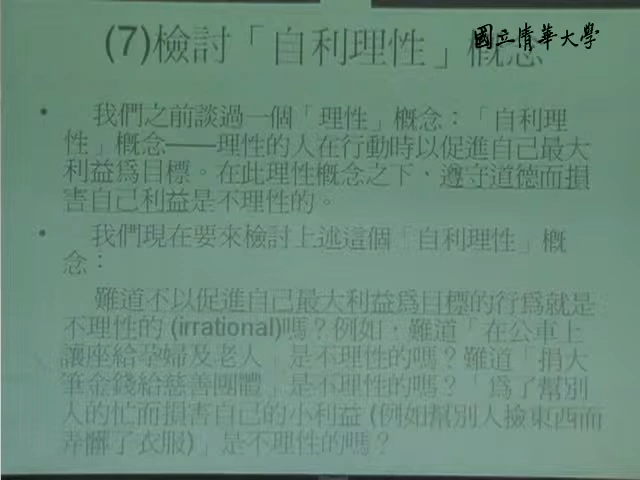 (7)檢討「自利理性」概念
國立清華大學
• 我們之前談過一個「理性」概念：「自利理
性」概念——理性的人在行動時以促進自己最大
利益為目標。在此理性概念之下，遵守道德而損
害自己利益是不理性的。
• 我們現在要來檢討上述這個「自利理性」概
念：
難道不以促進自己最大利益為目標的行為就是
不理性的 (irrational)嗎？例如，難道「在公車上
讓座給孕婦及老人」是不理性的嗎？難道「捐大
筆金錢給慈善團體」是不理性的嗎？「為了幫別
人的忙而損害自己的小利益 (例如幫別人撿東西而
弄髒了衣服)」是不理性的嗎？